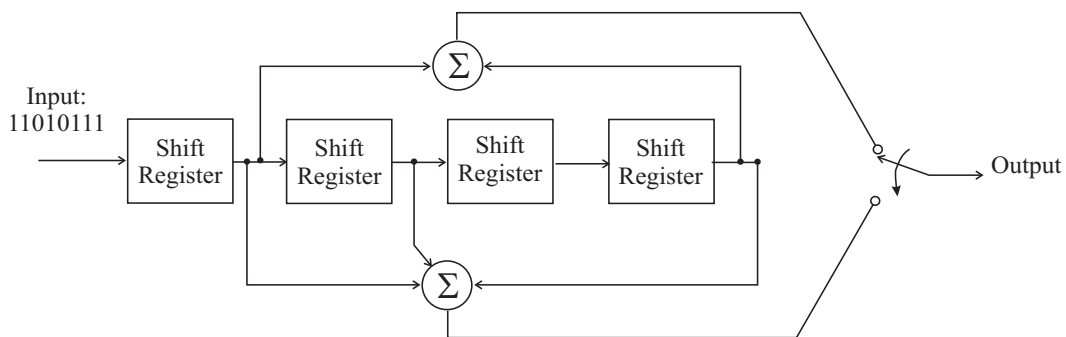 Σ
Input:
11010111
Shift
Register
Shift
Register
Shift
Register
Shift
Register
Output
Σ